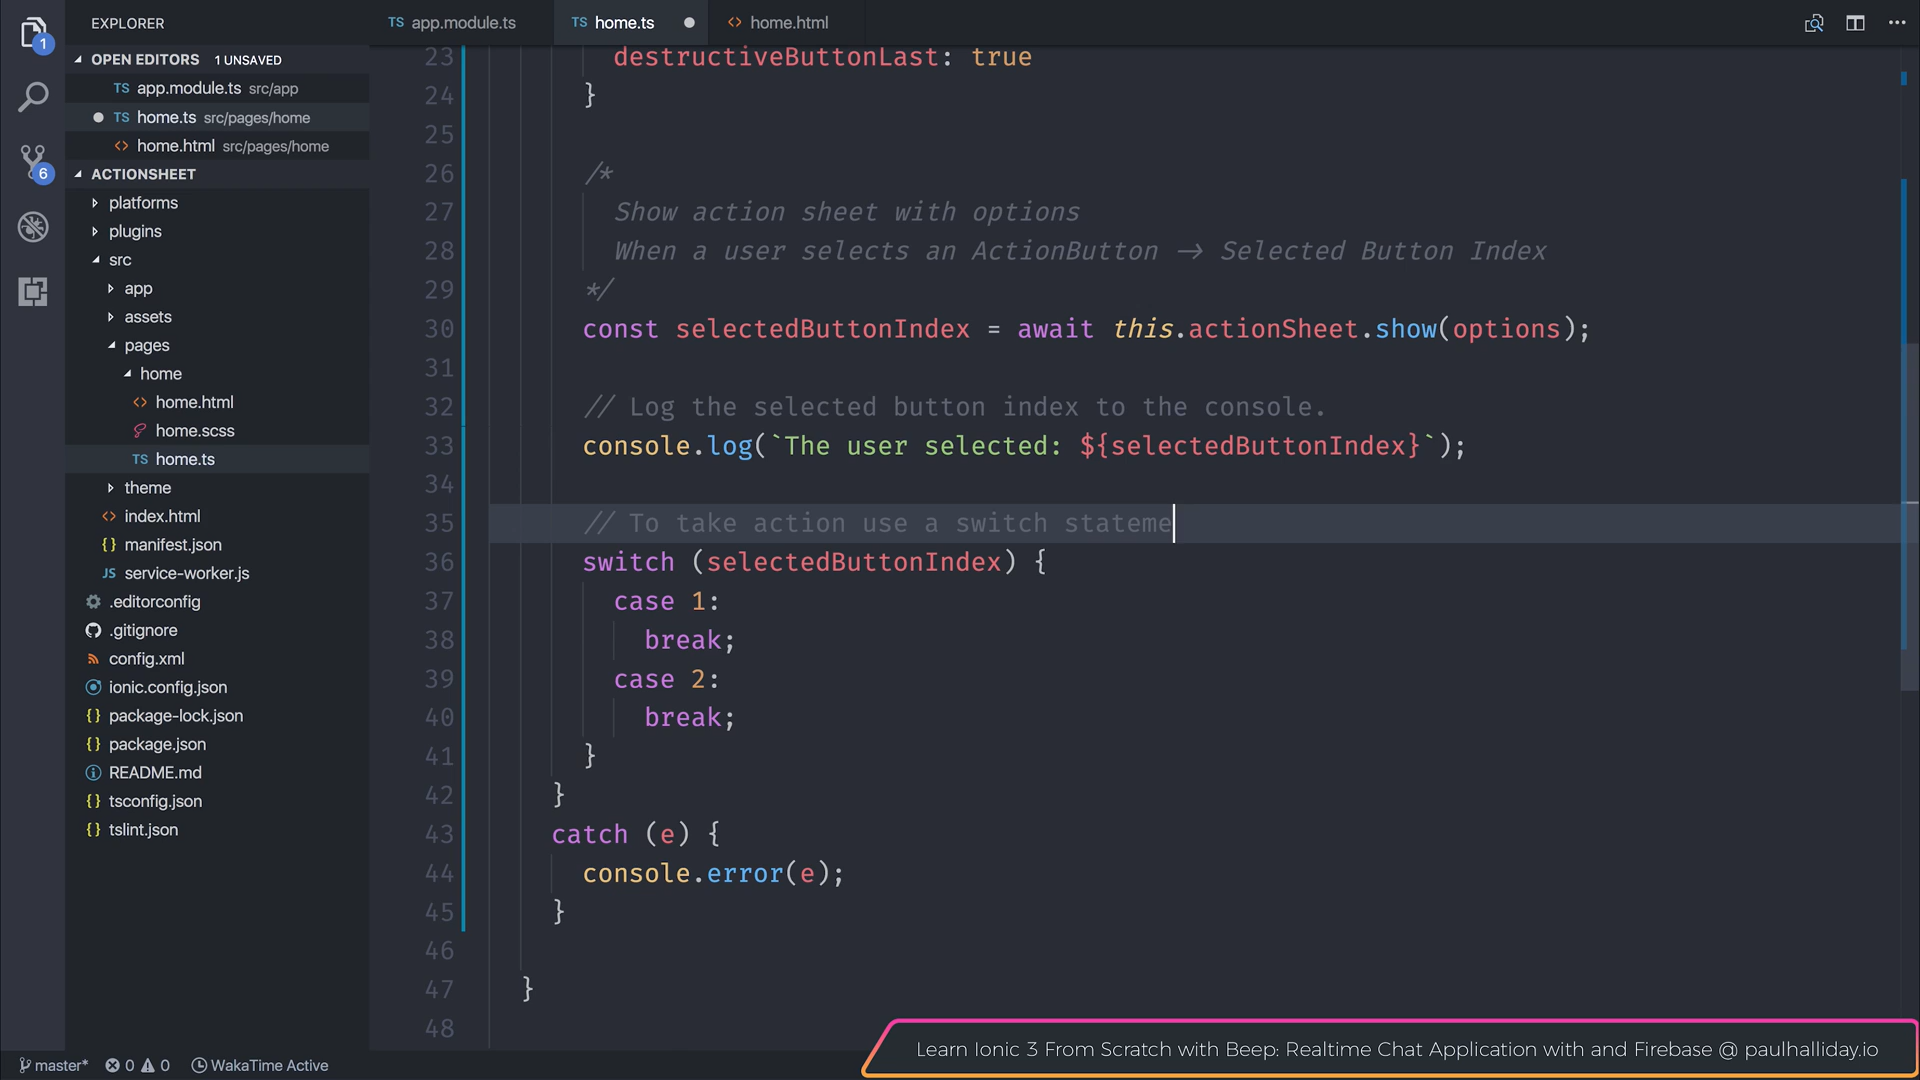 EXPLORER
OPEN EDITORS 1 UNSAVED
TS app.module.ts src/app
TS home.ts src/pages/home
<> home.html src/pages/home
ACTIONSHEET
platforms
plugins
src
app
assets
pages
home
<> home.html
home.scss
TS home.ts
theme
<> index.html
{} manifest.json
JS service-worker.js
.editorconfig
.gitignore
config.xml
ionic.config.json
{} package-lock.json
{} package.json
README.md
{} tsconfig.json
{} tslint.json
1
6
TS app.module.ts
TS home.ts
<> home.html
23 destructiveButtonLast: true
24 }
25
26 /*
27 Show action sheet with options
28 When a user selects an ActionButton → Selected Button Index
29 */
30 const selectedButtonIndex = await this.actionSheet.show(options);
31
32 // Log the selected button index to the console.
33 console.log(`The user selected: ${selectedButtonIndex}`);
34
35 // To take action use a switch stateme
36 switch (selectedButtonIndex) {
37 case 1:
38 break;
39 case 2:
40 break;
41 }
42 }
43 catch (e) {
44 console.error(e);
45 }
46
47 }
48
master* 0 0 WakaTime Active
Learn Ionic 3 From Scratch with Beep: Realtime Chat Application with and Firebase @ paulhalliday.io